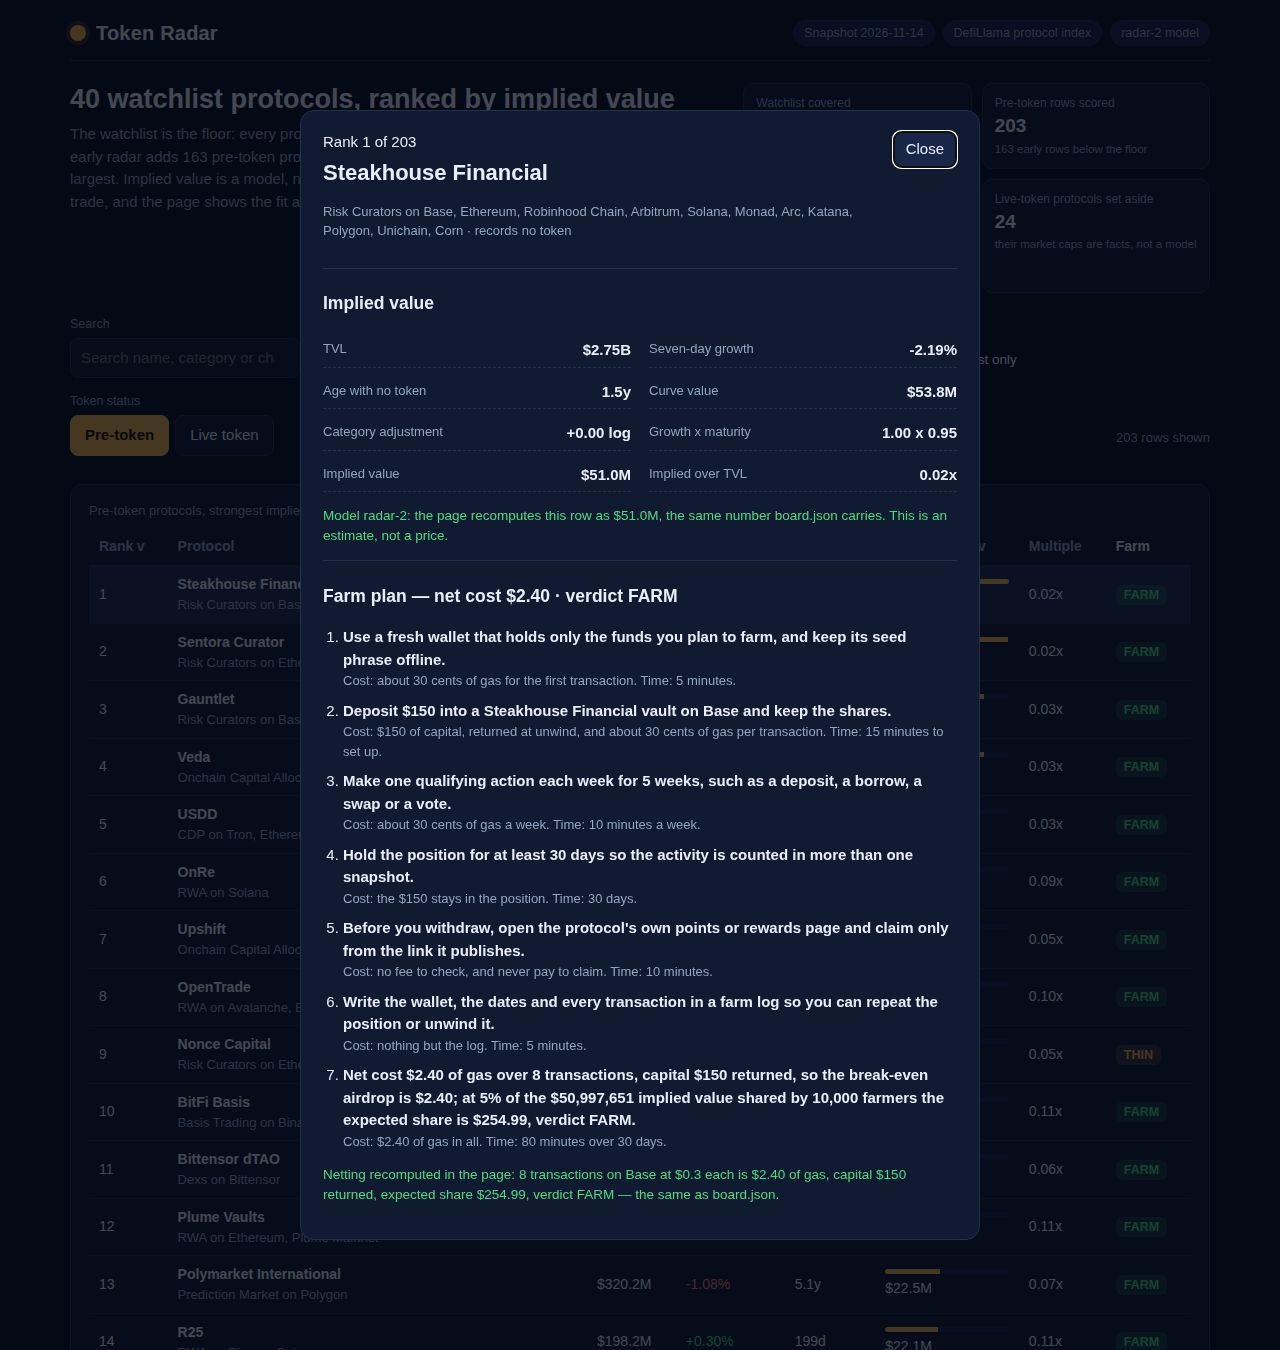 Token Radar
Snapshot 2026-11-14
DefiLlama protocol index
radar-2 model
40 watchlist protocols, ranked by implied value
The watchlist is the floor: every pro
early radar adds 163 pre-token pro
largest. Implied value is a model, n
trade, and the page shows the fit a
Watchlist covered
Pre-token rows scored
203
163 early rows below the floor
Live-token protocols set aside
24
their market caps are facts, not a model
Search
Search name, category or ch
st only
Token status
Pre-token
Live token
203 rows shown
Rank 1 of 203
Close
Steakhouse Financial
Risk Curators on Base, Ethereum, Robinhood Chain, Arbitrum, Solana, Monad, Arc, Katana,
Polygon, Unichain, Corn · records no token
Implied value
TVL $2.75B
Seven-day growth -2.19%
Age with no token 1.5y
Curve value $53.8M
Category adjustment +0.00 log
Growth x maturity 1.00 x 0.95
Implied value $51.0M
Implied over TVL 0.02x
Model radar-2: the page recomputes this row as $51.0M, the same number board.json carries. This is an
estimate, not a price.
Farm plan — net cost $2.40 · verdict FARM
1. Use a fresh wallet that holds only the funds you plan to farm, and keep its seed
phrase offline.
Cost: about 30 cents of gas for the first transaction. Time: 5 minutes.
2. Deposit $150 into a Steakhouse Financial vault on Base and keep the shares.
Cost: $150 of capital, returned at unwind, and about 30 cents of gas per transaction. Time: 15 minutes to
set up.
3. Make one qualifying action each week for 5 weeks, such as a deposit, a borrow, a
swap or a vote.
Cost: about 30 cents of gas a week. Time: 10 minutes a week.
4. Hold the position for at least 30 days so the activity is counted in more than one
snapshot.
Cost: the $150 stays in the position. Time: 30 days.
5. Before you withdraw, open the protocol's own points or rewards page and claim only
from the link it publishes.
Cost: no fee to check, and never pay to claim. Time: 10 minutes.
6. Write the wallet, the dates and every transaction in a farm log so you can repeat the
position or unwind it.
Cost: nothing but the log. Time: 5 minutes.
7. Net cost $2.40 of gas over 8 transactions, capital $150 returned, so the break-even
airdrop is $2.40; at 5% of the $50,997,651 implied value shared by 10,000 farmers the
expected share is $254.99, verdict FARM.
Cost: $2.40 of gas in all. Time: 80 minutes over 30 days.
Netting recomputed in the page: 8 transactions on Base at $0.3 each is $2.40 of gas, capital $150
returned, expected share $254.99, verdict FARM — the same as board.json.
Pre-token protocols, strongest implie
Rank v Protocol v Multiple Farm
1 Steakhouse Finan 0.02x FARM
Risk Curators on Bas
2 Sentora Curator 0.02x FARM
Risk Curators on Ethe
3 Gauntlet 0.03x FARM
Risk Curators on Bas
4 Veda 0.03x FARM
Onchain Capital Alloc
5 USDD 0.03x FARM
CDP on Tron, Etherer
6 OnRe 0.09x FARM
RWA on Solana
7 Upshift 0.05x FARM
Onchain Capital Alloc
8 OpenTrade 0.10x FARM
RWA on Avalanche, E
9 Nonce Capital 0.05x THIN
Risk Curators on Ethe
10 BitFi Basis 0.11x FARM
Basis Trading on Bina
11 Bittensor dTAO 0.06x FARM
Dexs on Bittensor
12 Plume Vaults 0.11x FARM
RWA on Ethereum, Plume Mainnet
13 Polymarket International $320.2M -1.08% 5.1y $22.5M 0.07x FARM
Prediction Market on Polygon
14 R25 $198.2M +0.30% 199d $22.1M 0.11x FARM